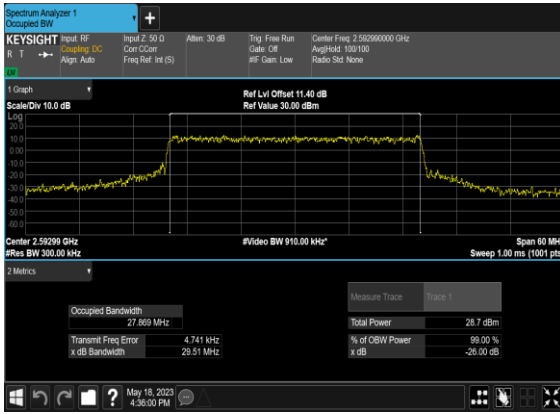 Spectrum Analyzer 1
Occupied BW
KEYSIGHT
R T
LW
Input: RF
Coupling: DC
Align: Auto
Input Z: 50 Ω
Corr CCorr
Freq Ref: Int (S)
Atten: 30 dB
Trig: Free Run
Gate: Off
#IF Gain: Low
Center Freq: 2.592990000 GHz
Avg|Hold: 100/100
Radio Std: None
1 Graph
Scale/Div 10.0 dB
Ref Lvl Offset 11.40 dB
Ref Value 30.00 dBm
Log
20.0
10.0
0.00
-10.0
-20.0
-30.0
-40.0
-50.0
-60.0
Center 2.59299 GHz
#Video BW 910.00 kHz*
Span 60 MH
#Res BW 300.00 kHz
Sweep 1.00 ms (1001 pts
2 Metrics
Measure Trace
Trace 1
Occupied Bandwidth
27.869 MHz
Total Power
28.7 dBm
Transmit Freq Error
4.741 kHz
% of OBW Power
99.00 %
x dB Bandwidth
29.51 MHz
x dB
-26.00 dB
?
May 18, 2023
4:36:00 PM